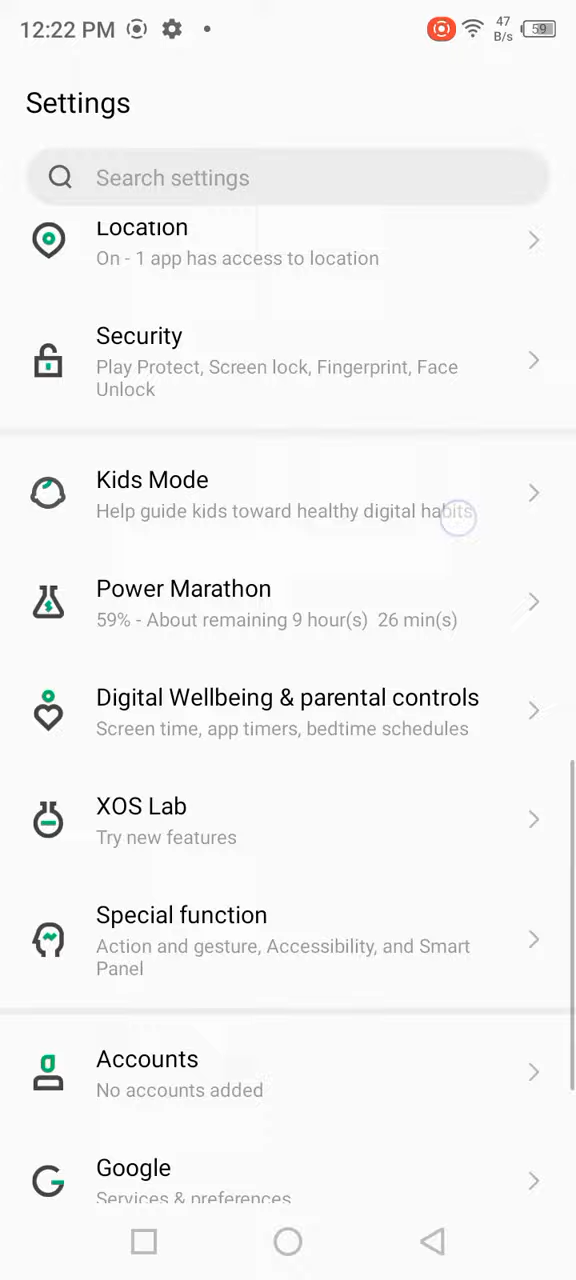 12:22 PM
47
B/s
59
Settings
Search settings
Location
On - 1 app has access to location
Security
Play Protect, Screen lock, Fingerprint, Face
Unlock
Kids Mode
Help guide kids toward healthy digital habits
Power Marathon
59% - About remaining 9 hour(s) 26 min(s)
Digital Wellbeing & parental controls
Screen time, app timers, bedtime schedules
XOS Lab
Try new features
Special function
Action and gesture, Accessibility, and Smart
Panel
Accounts
No accounts added
Google
Services & preferences